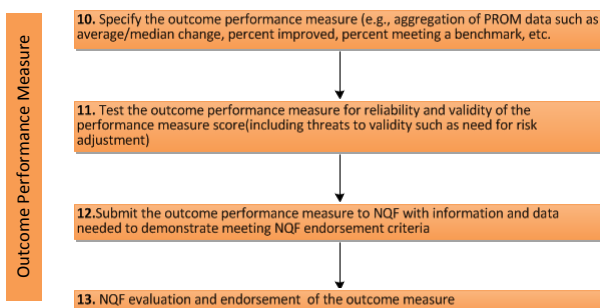 Outcome Performance Measure
10. Specify the outcome performance measure (e.g., aggregation of PROM data such as
average/median change, percent improved, percent meeting a benchmark, etc.
11. Test the outcome performance measure for reliability and validity of the
performance measure score(including threats to validity such as need for risk
adjustment)
12.Submit the outcome performance measure to NQF with information and data
needed to demonstrate meeting NQF endorsement criteria
13. NQF evaluation and endorsement of the outcome measure